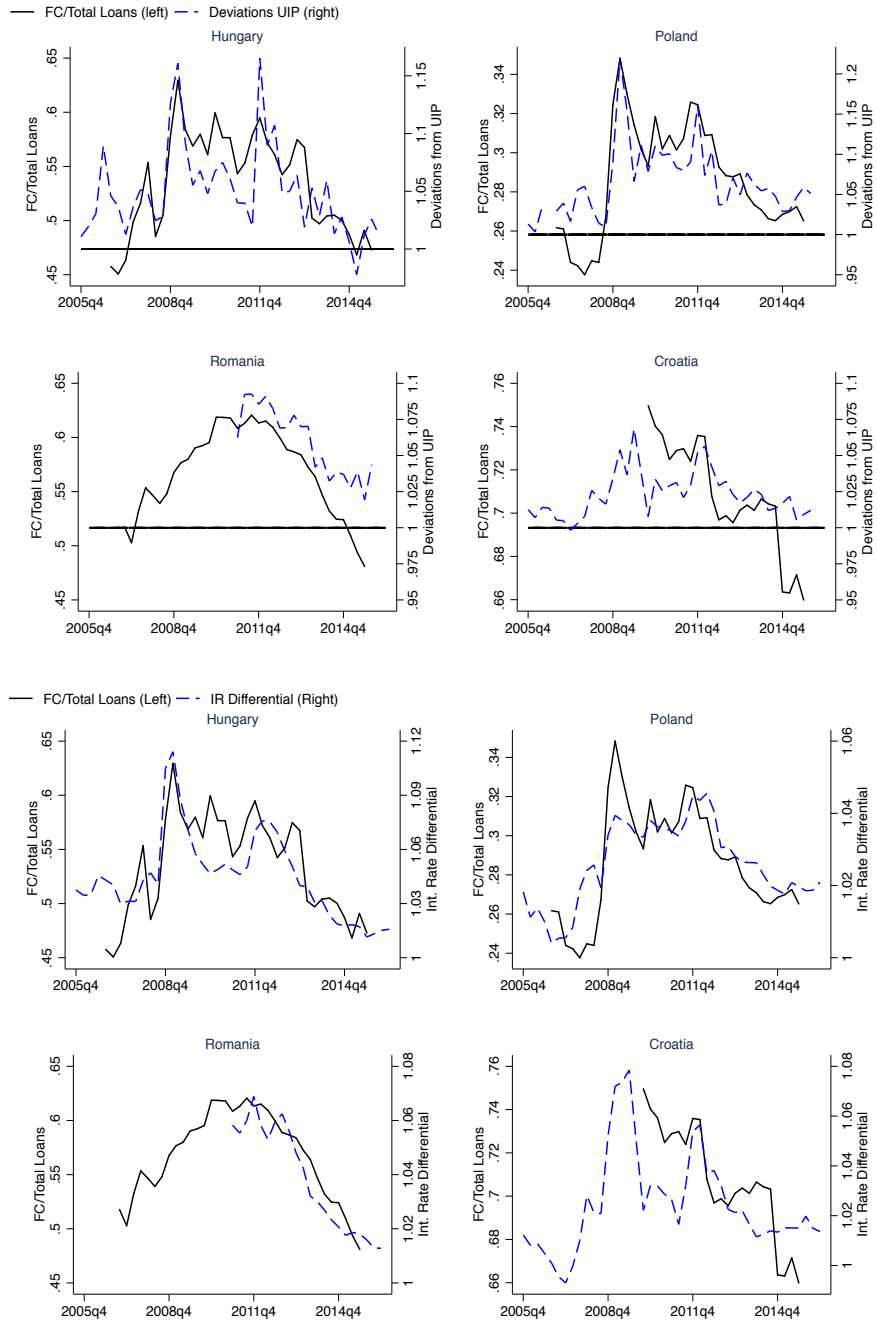 FC/Total Loans (left) Deviations UIP (right)
Hungary
.65
.6
.55
.5
.45
FC/Total Loans
1.15
1.1
1.05
1
Deviations from UIP
2005q4 2008q4 2011q4 2014q4
Poland
.34
.32
.3
.28
.26
.24
FC/Total Loans
1.2
1.15
1.1
1.05
1
.95
Deviations from UIP
2005q4 2008q4 2011q4 2014q4
Romania
.65
.6
.55
.5
.45
FC/Total Loans
1.1
1.075
1.05
1.025
1
.975
.95
Deviations from UIP
2005q4 2008q4 2011q4 2014q4
Croatia
.76
.74
.72
.7
.68
.66
FC/Total Loans
1.1
1.075
1.05
1.025
1
.975
.95
Deviations from UIP
2005q4 2008q4 2011q4 2014q4
FC/Total Loans (Left) IR Differential (Right)
Hungary
.65
.6
.55
.5
.45
FC/Total Loans
1.12
1.09
1.06
1.03
1
Int. Rate Differential
2005q4 2008q4 2011q4 2014q4
Poland
.34
.32
.3
.28
.26
.24
FC/Total Loans
1.06
1.04
1.02
1
Int. Rate Differential
2005q4 2008q4 2011q4 2014q4
Romania
.65
.6
.55
.5
.45
FC/Total Loans
1.08
1.06
1.04
1.02
1
Int. Rate Differential
2005q4 2008q4 2011q4 2014q4
Croatia
.76
.74
.72
.7
.68
.66
FC/Total Loans
1.08
1.06
1.04
1.02
1
Int. Rate Differential
2005q4 2008q4 2011q4 2014q4